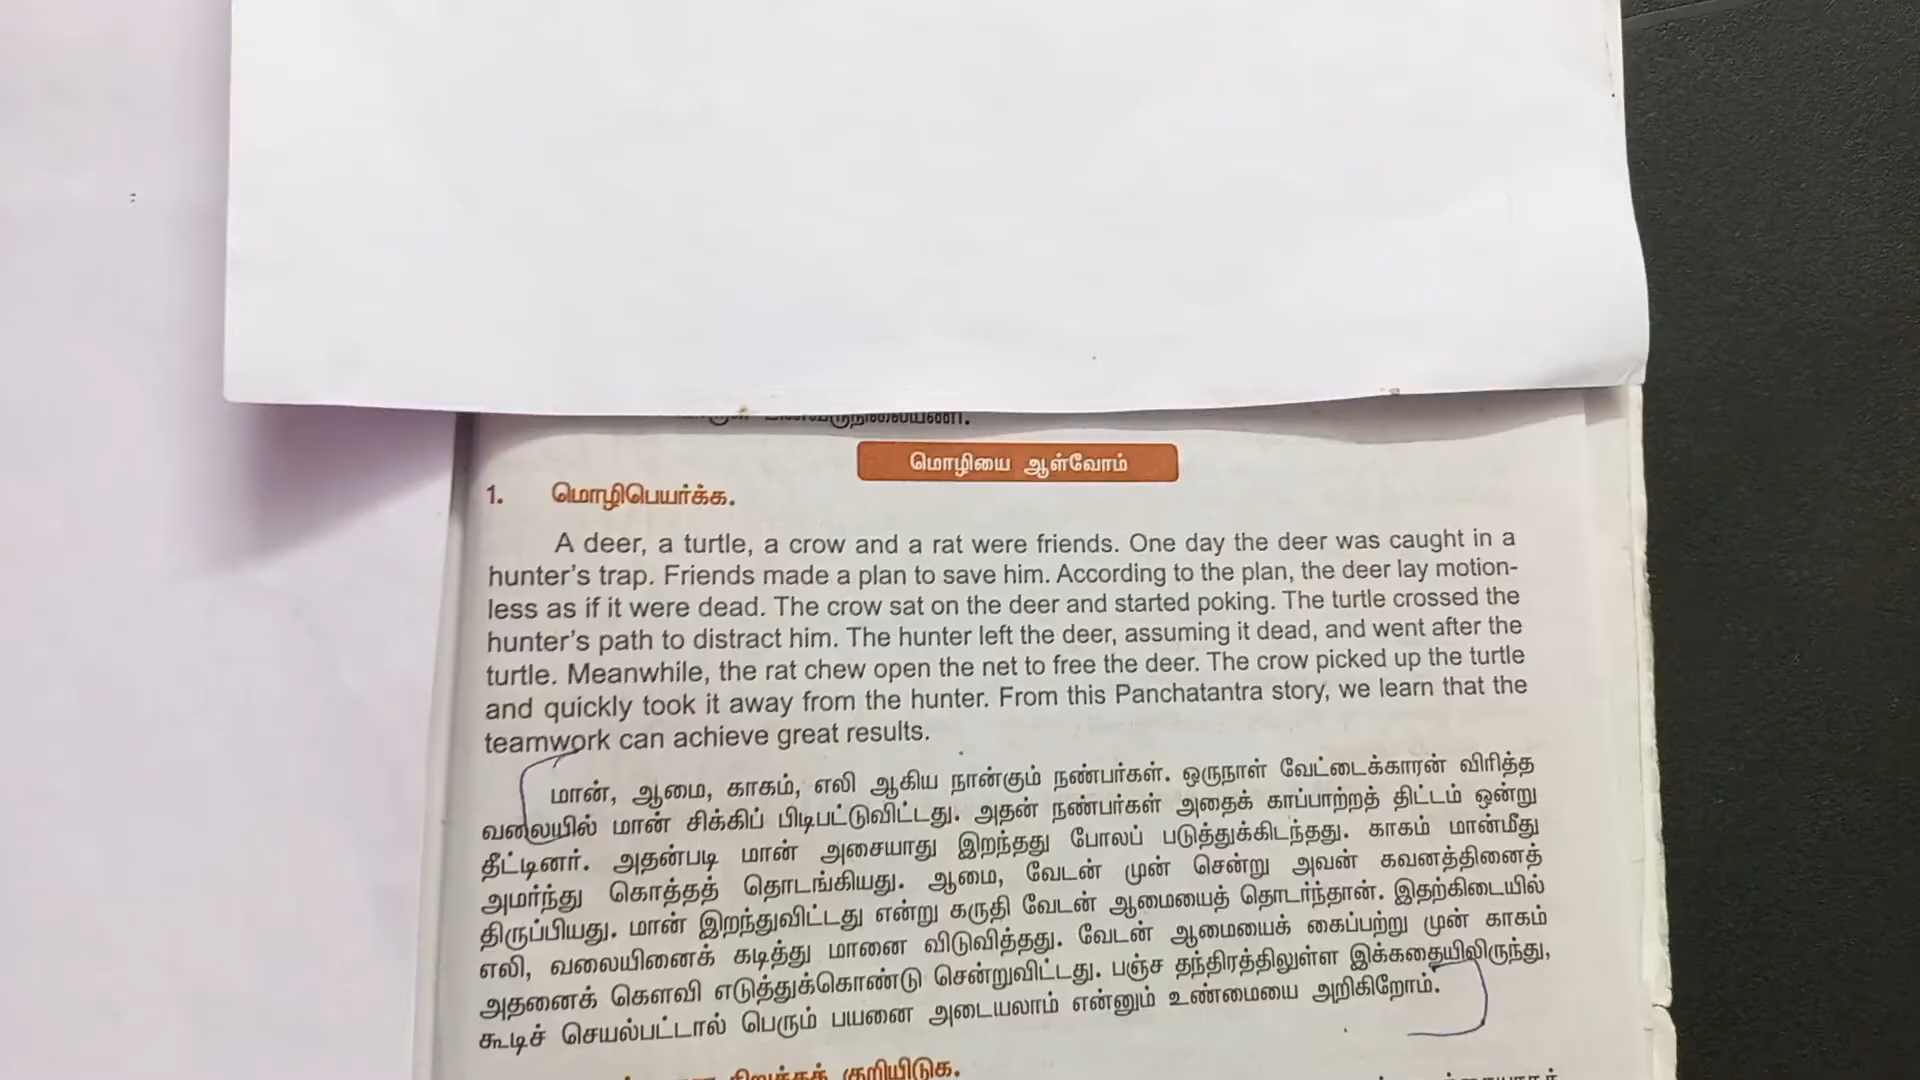 மொழியை ஆள்வோம்
1. மொழிபெயர்க்க.
A deer, a turtle, a crow and a rat were friends. One day the deer was caught in a
hunter's trap. Friends made a plan to save him. According to the plan, the deer lay motion-
less as if it were dead. The crow sat on the deer and started poking. The turtle crossed the
hunter's path to distract him. The hunter left the deer, assuming it dead, and went after the
turtle. Meanwhile, the rat chew open the net to free the deer. The crow picked up the turtle
and quickly took it away from the hunter. From this Panchatantra story, we learn that the
teamwork can achieve great results.
மான், ஆமை, காகம், எலி ஆகிய நான்கும் நண்பர்கள். ஒருநாள் வேட்டைக்காரன் விரித்த
வலையில் மான் சிக்கிப் பிடிபட்டுவிட்டது. அதன் நண்பர்கள் அதைக் காப்பாற்றத் திட்டம் ஒன்று
தீட்டினர். அதன்படி மான் அசையாது இறந்தது போலப் படுத்துக்கிடந்தது. காகம் மான்மீது
அமர்ந்து கொத்தத் தொடங்கியது. ஆமை, வேடன் முன் சென்று அவன் கவனத்தினைத்
திருப்பியது. மான் இறந்துவிட்டது என்று கருதி வேடன் ஆமையைத் தொடர்ந்தான். இதற்கிடையில்
எலி, வலையினைக் கடித்து மானை விடுவித்தது. வேடன் ஆமையைக் கைப்பற்று முன் காகம்
அதனைக் கௌவி எடுத்துக்கொண்டு சென்றுவிட்டது. பஞ்ச தந்திரத்திலுள்ள இக்கதையிலிருந்து,
கூடிச் செயல்பட்டால் பெரும் பயனை அடையலாம் என்னும் உண்மையை அறிகிறோம்.
குறியிடுக.